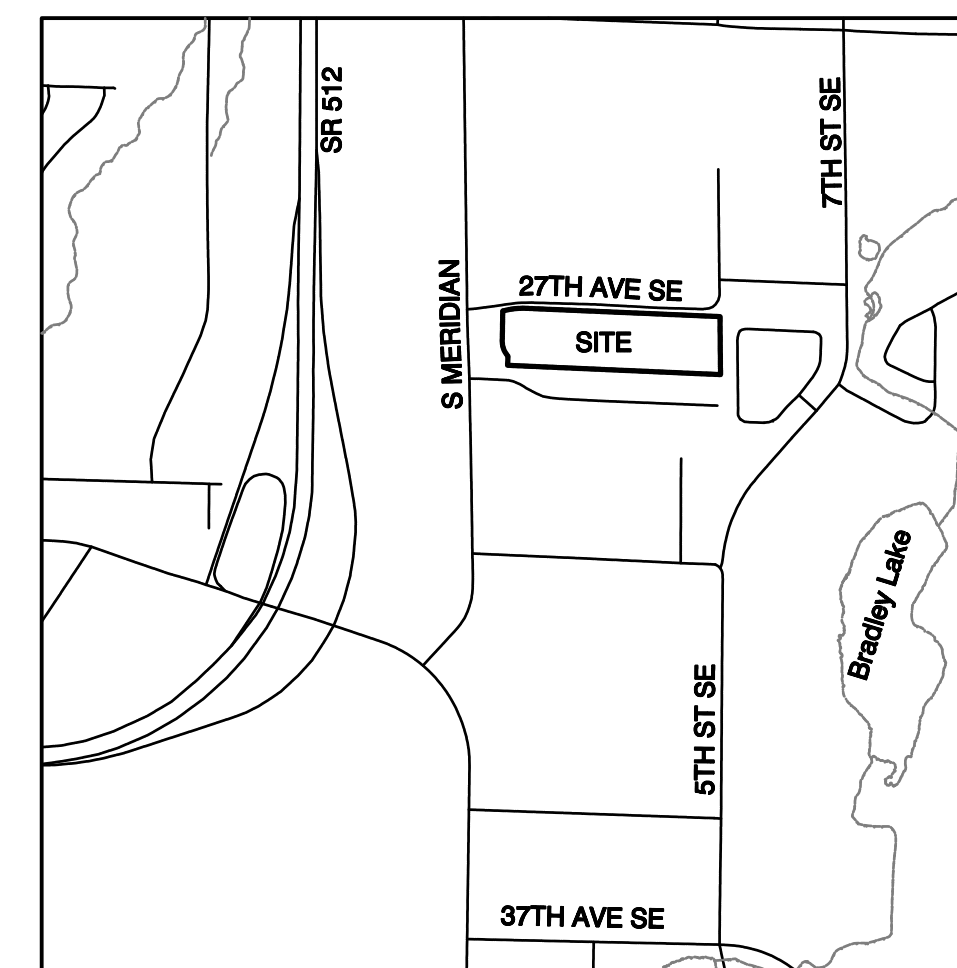 SR 512
7TH ST SE
S MERIDIAN
27TH AVE SE
SITE
Bradley Lake
5TH ST SE
37TH AVE SE